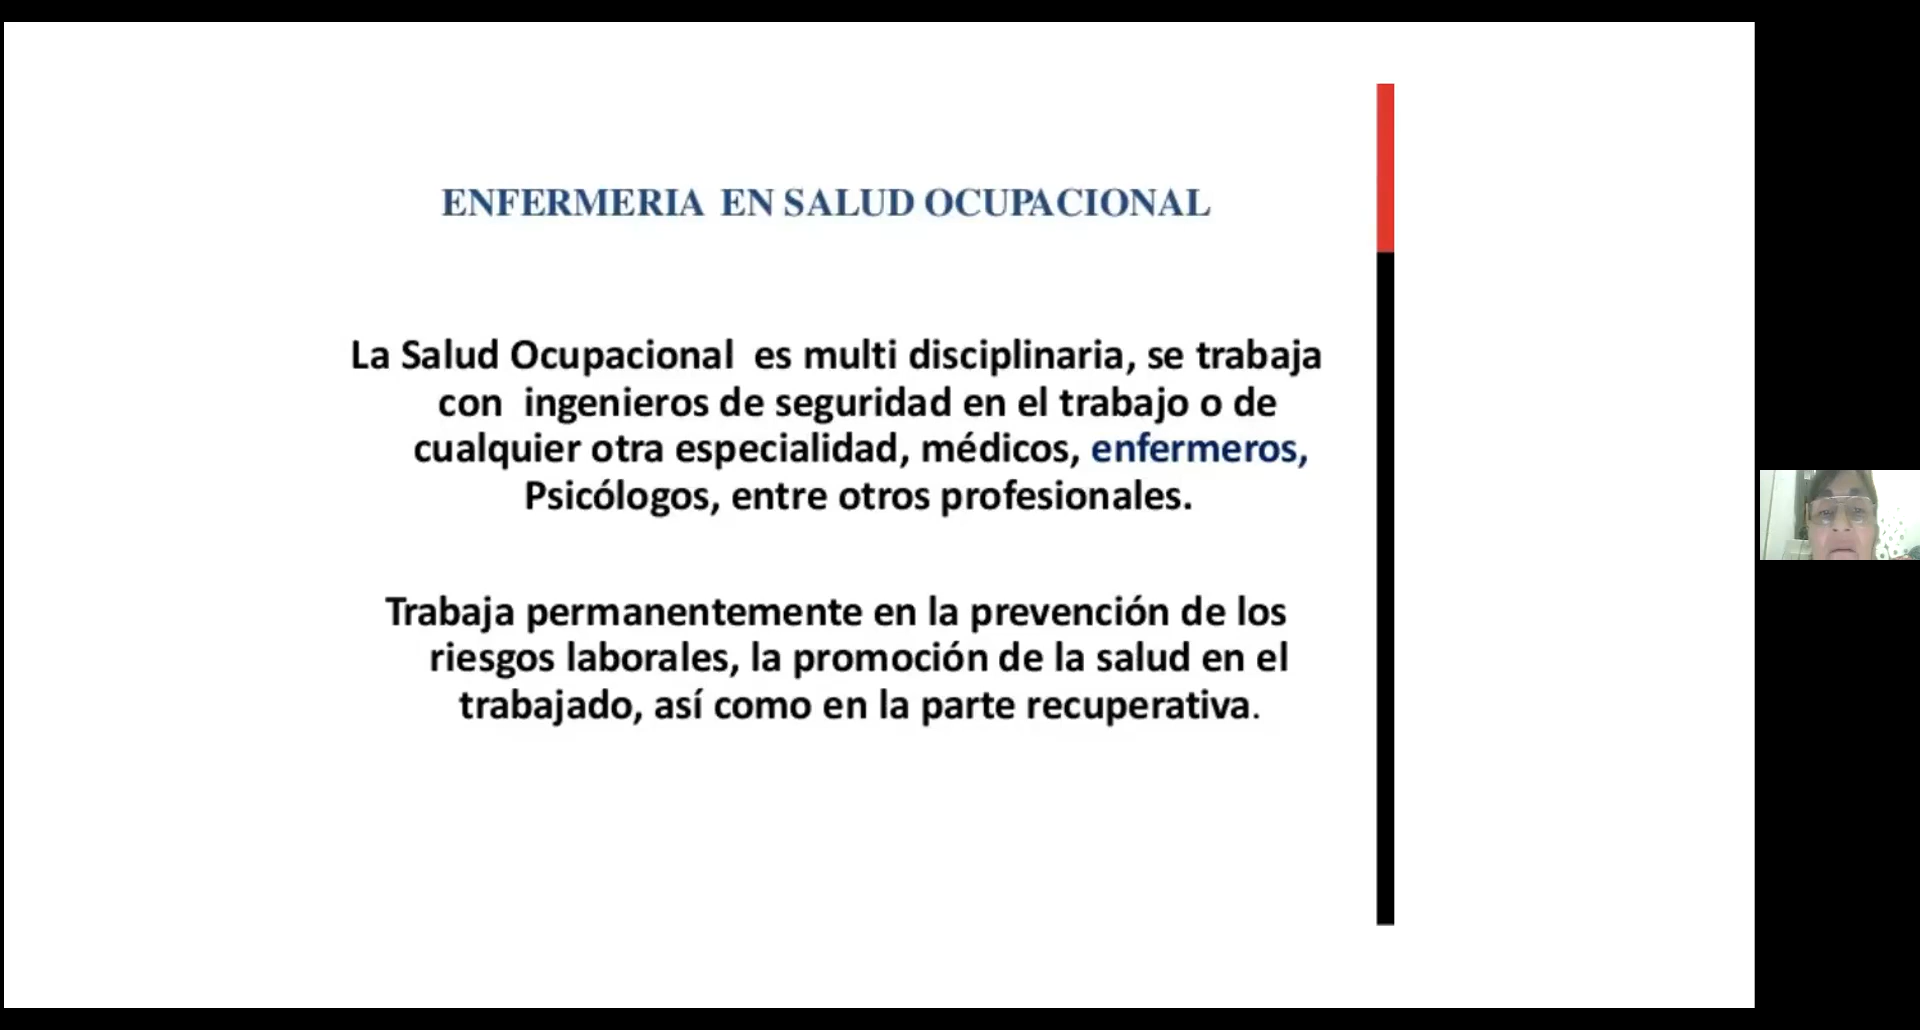 ENFERMERIA EN SALUD OCUPACIONAL
La Salud Ocupacional es multi disciplinaria, se trabaja
con ingenieros de seguridad en el trabajo o de
cualquier otra especialidad, médicos, enfermeros,
Psicólogos, entre otros profesionales.
Trabaja permanentemente en la prevención de los
riesgos laborales, la promoción de la salud en el
trabajado, así como en la parte recuperativa.